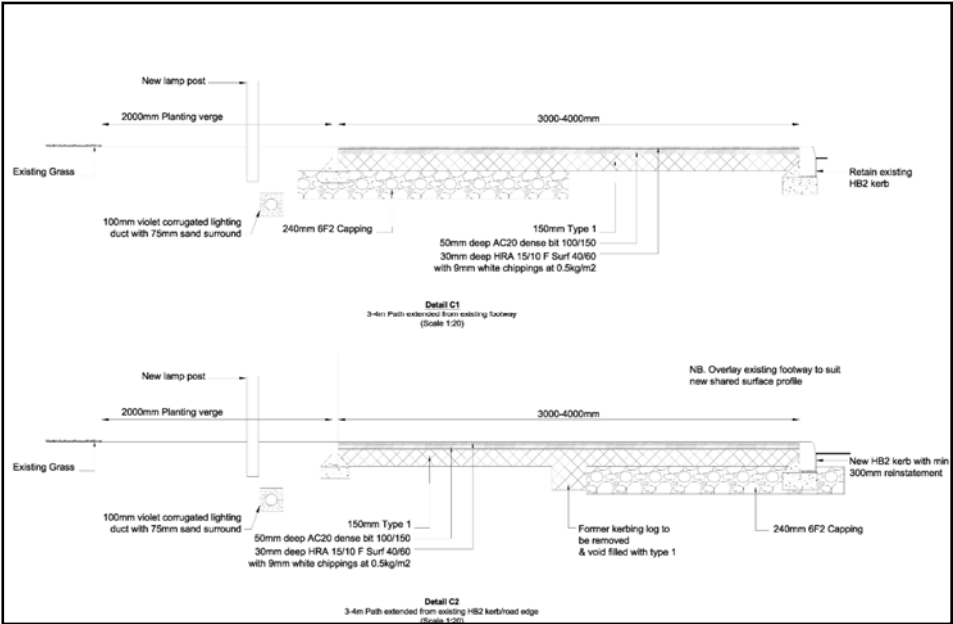 New lamp post
2000mm Planting verge
3000-4000mm
Existing Grass
Retain existing
HB2 kerb
100mm violet corrugated lighting
duct with 75mm sand surround
240mm 6F2 Capping
150mm Type 1
50mm deep AC20 dense bit 100/150
30mm deep HRA 15/10 F Surf 40/60
with 9mm white chippings at 0.5kg/m2
Detail C1
3-4m Path extended from existing footway
(Scale 1:20)
NB. Overlay existing footway to suit
new shared surface profile
New lamp post
2000mm Planting verge
3000-4000mm
Existing Grass
New HB2 kerb with min
300mm reinstatement
100mm violet corrugated lighting
duct with 75mm sand surround
150mm Type 1
50mm deep AC20 dense bit 100/150
30mm deep HRA 15/10 F Surf 40/60
with 9mm white chippings at 0.5kg/m2
Former kerbing log to
be removed
& void filled with type 1
240mm 6F2 Capping
Detail C2
3-4m Path extended from existing HB2 kerb/road edge
(Scale 1:20)